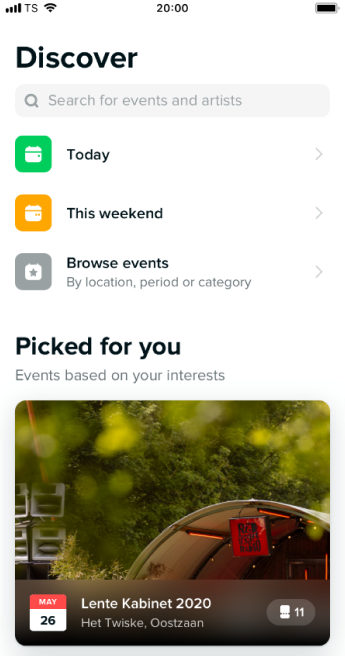 TS
20:00
Discover
Search for events and artists
Today
This weekend
Browse events
By location, period or category
Picked for you
Events based on your interests
MAY
26
Lente Kabinet 2020
Het Twiske, Oostzaan
11